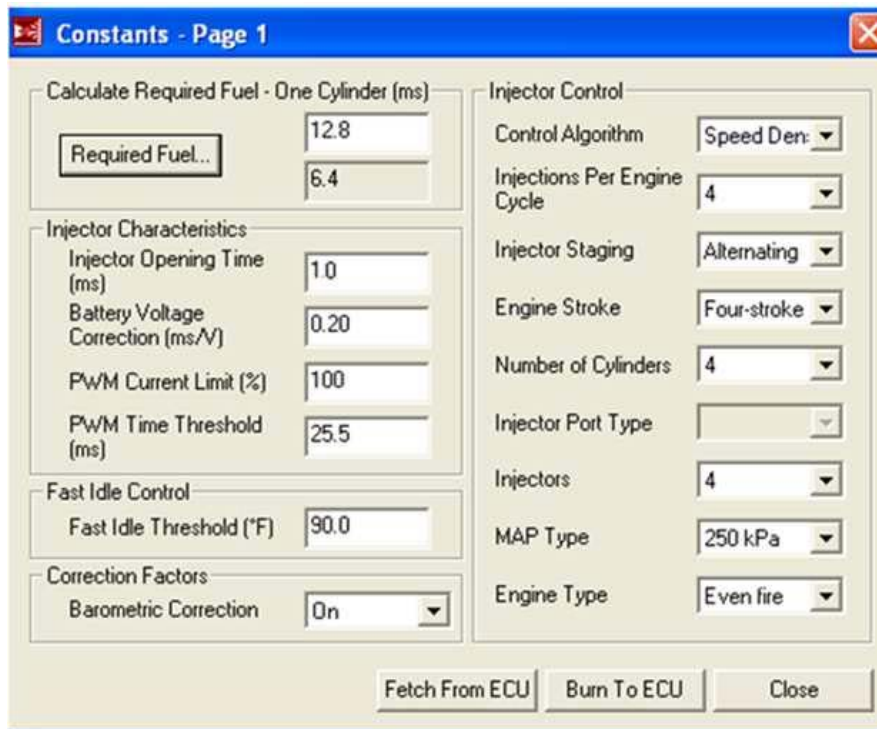 Constants - Page 1
Calculate Required Fuel - One Cylinder (ms)
Required Fuel...
12.8
6.4
Injector Characteristics
Injector Opening Time
(ms)
1.0
Battery Voltage
Correction (ms/V)
0.20
PWM Current Limit (%)
100
PWM Time Threshold
(ms)
25.5
Fast Idle Control
Fast Idle Threshold (°F)
90.0
Correction Factors
Barometric Correction
On
Injector Control
Control Algorithm
Speed Den
Injections Per Engine
Cycle
4
Injector Staging
Alternating
Engine Stroke
Four-stroke
Number of Cylinders
4
Injector Port Type
Injectors
4
MAP Type
250 kPa
Engine Type
Even fire
Fetch From ECU
Burn To ECU
Close